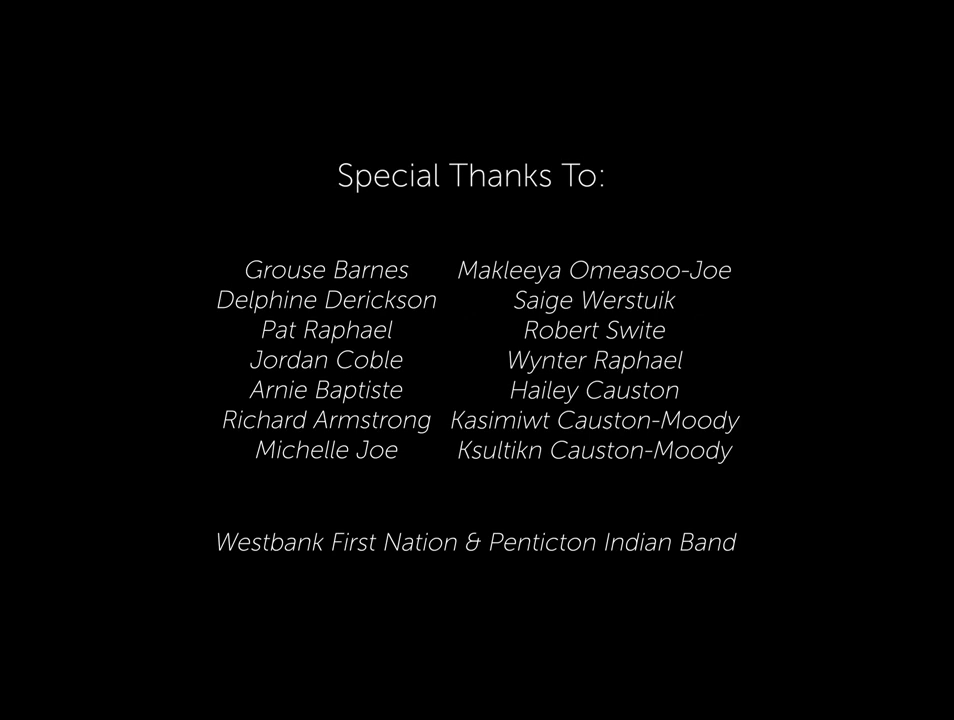 Special Thanks To:
Grouse Barnes
Delphine Derickson
Pat Raphael
Jordan Coble
Arnie Baptiste
Richard Armstrong
Michelle Joe
Makleeya Omeasoo-Joe
Saige Werstuik
Robert Swite
Wynter Raphael
Hailey Causton
Kasimiwt Causton-Moody
Ksultikn Causton-Moody
Westbank First Nation & Penticton Indian Band